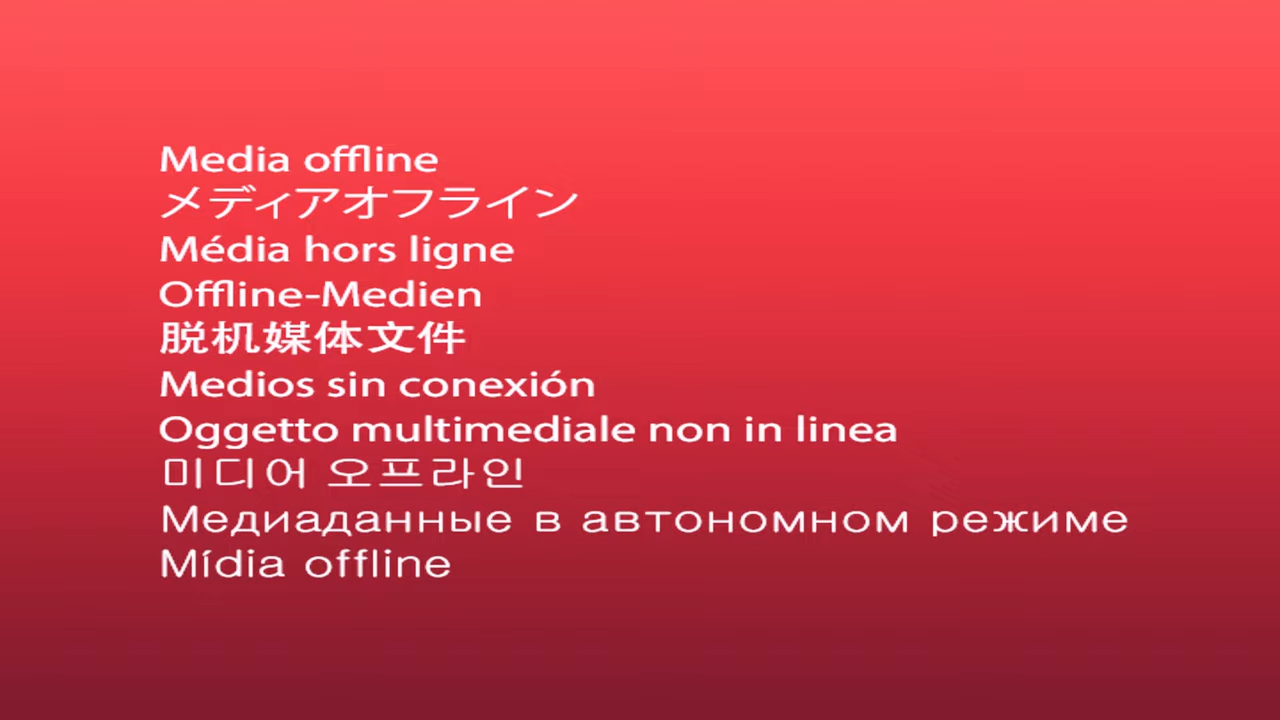 Media offline
メディアオフライン
Média hors ligne
Offline-Medien
脱机媒体文件
Medios sin conexión
Oggetto multimediale non in linea
미디어 오프라인
Медиаданные в автономном режиме
Mídia offline